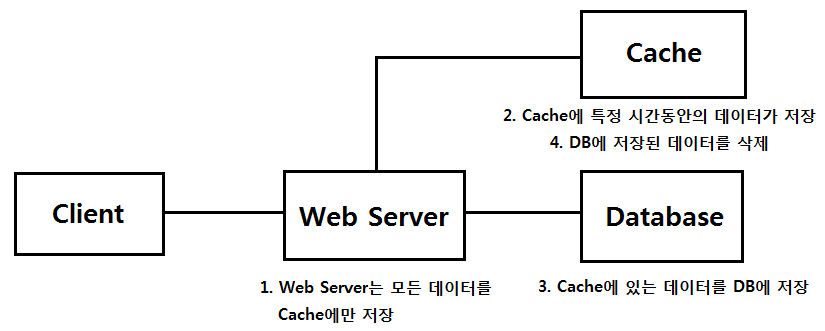 Cache
2. Cache에 특정 시간동안의 데이터가 저장
4. DB에 저장된 데이터를 삭제
Client
Web Server
Database
1. Web Server는 모든 데이터를
Cache에만 저장
3. Cache에 있는 데이터를 DB에 저장